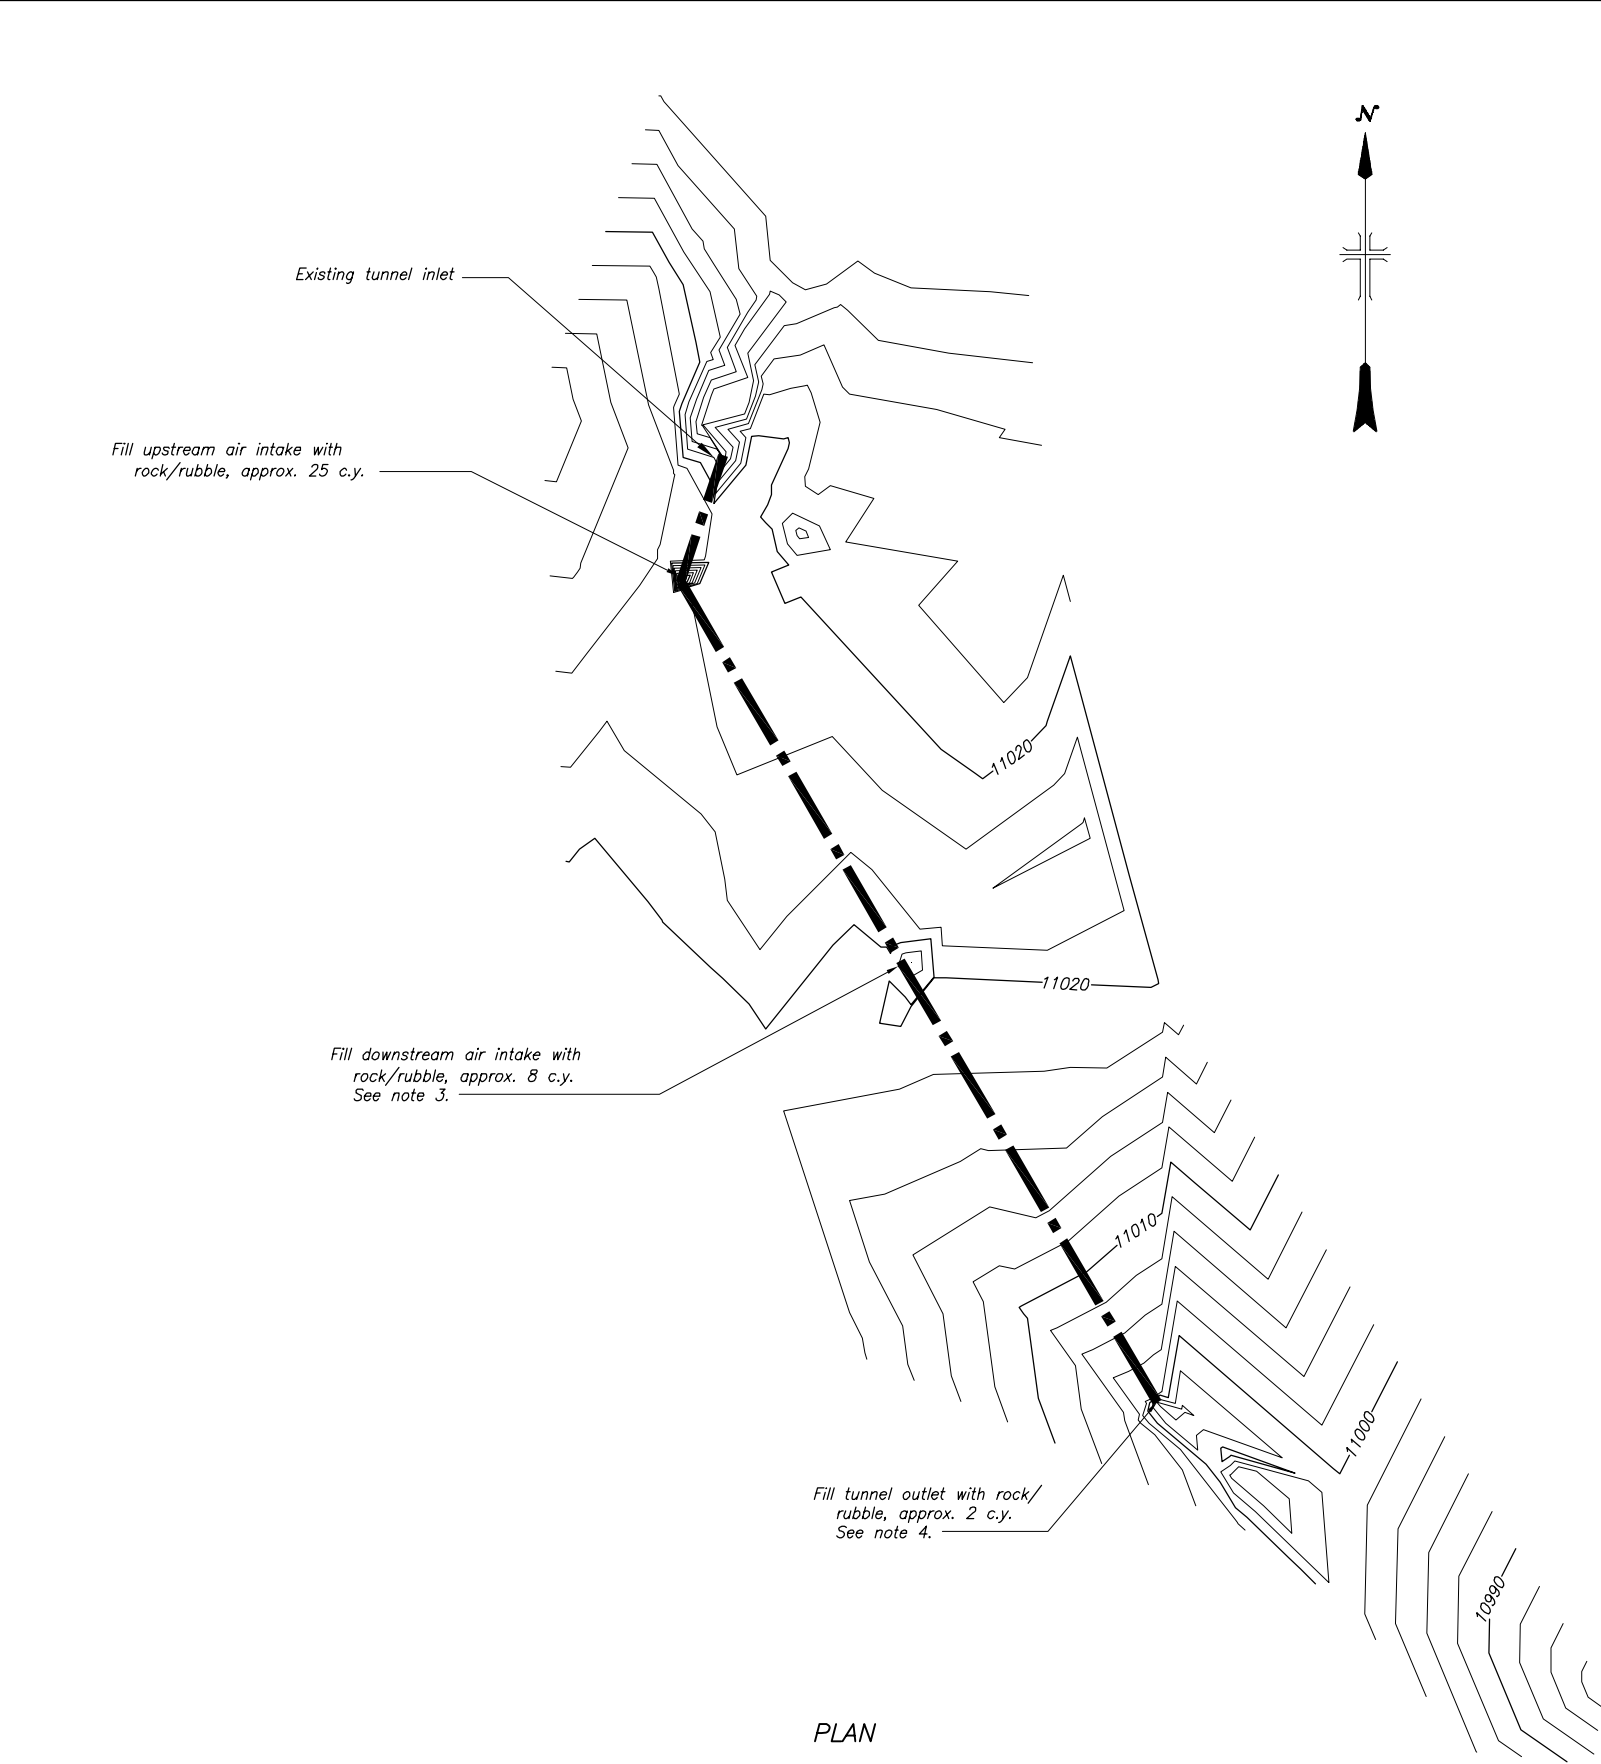 N
Existing tunnel inlet
Fill upstream air intake with
rock/rubble, approx. 25 c.y.
11020
11020
Fill downstream air intake with
rock/rubble, approx. 8 c.y.
See note 3.
11010
11000
Fill tunnel outlet with rock/
rubble, approx. 2 c.y.
See note 4.
10990
PLAN